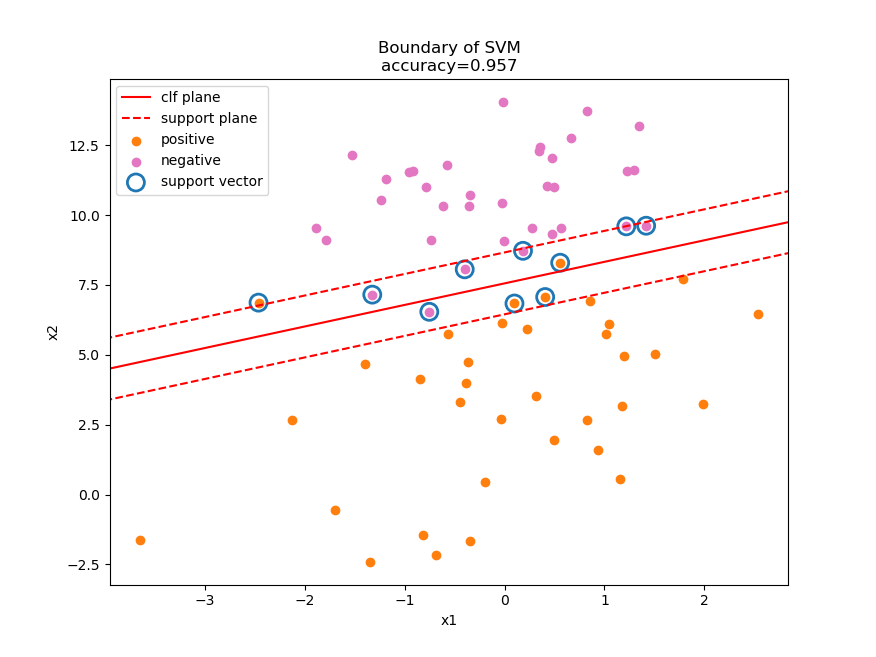 Boundary of SVM
accuracy=0.957
clf plane
support plane
positive
negative
support vector
12.5
10.0
7.5
5.0
2.5
0.0
−2.5
x2
−3 −2 −1 0 1 2
x1